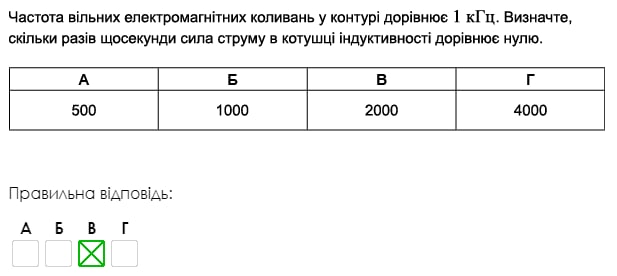 Частота вільних електромагнітних коливань у контурі дорівнює 1 кГц. Визначте,
скільки разів щосекунди сила струму в котушці індуктивності дорівнює нулю.
А Б В Г
500 1000 2000 4000
Правильна відповідь:
А Б В Г